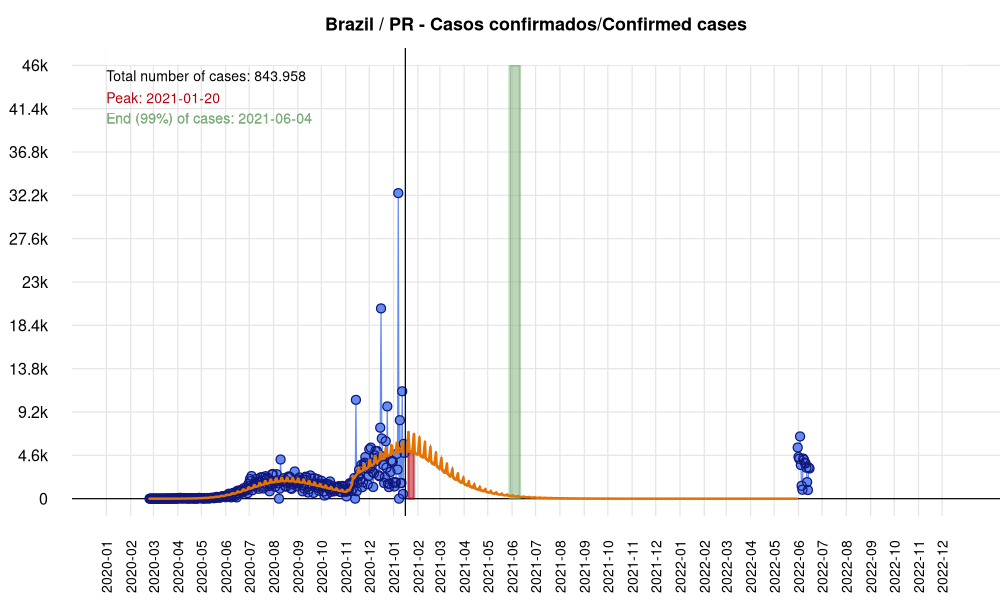 Brazil / PR - Casos confirmados/Confirmed cases
Total number of cases: 843.958
Peak: 2021-01-20
End (99%) of cases: 2021-06-04
46k
41.4k
36.8k
32.2k
27.6k
23k
18.4k
13.8k
9.2k
4.6k
0
2020-01
2020-02
2020-03
2020-04
2020-05
2020-06
2020-07
2020-08
2020-09
2020-10
2020-11
2020-12
2021-01
2021-02
2021-03
2021-04
2021-05
2021-06
2021-07
2021-08
2021-09
2021-10
2021-11
2021-12
2022-01
2022-02
2022-03
2022-04
2022-05
2022-06
2022-07
2022-08
2022-09
2022-10
2022-11
2022-12